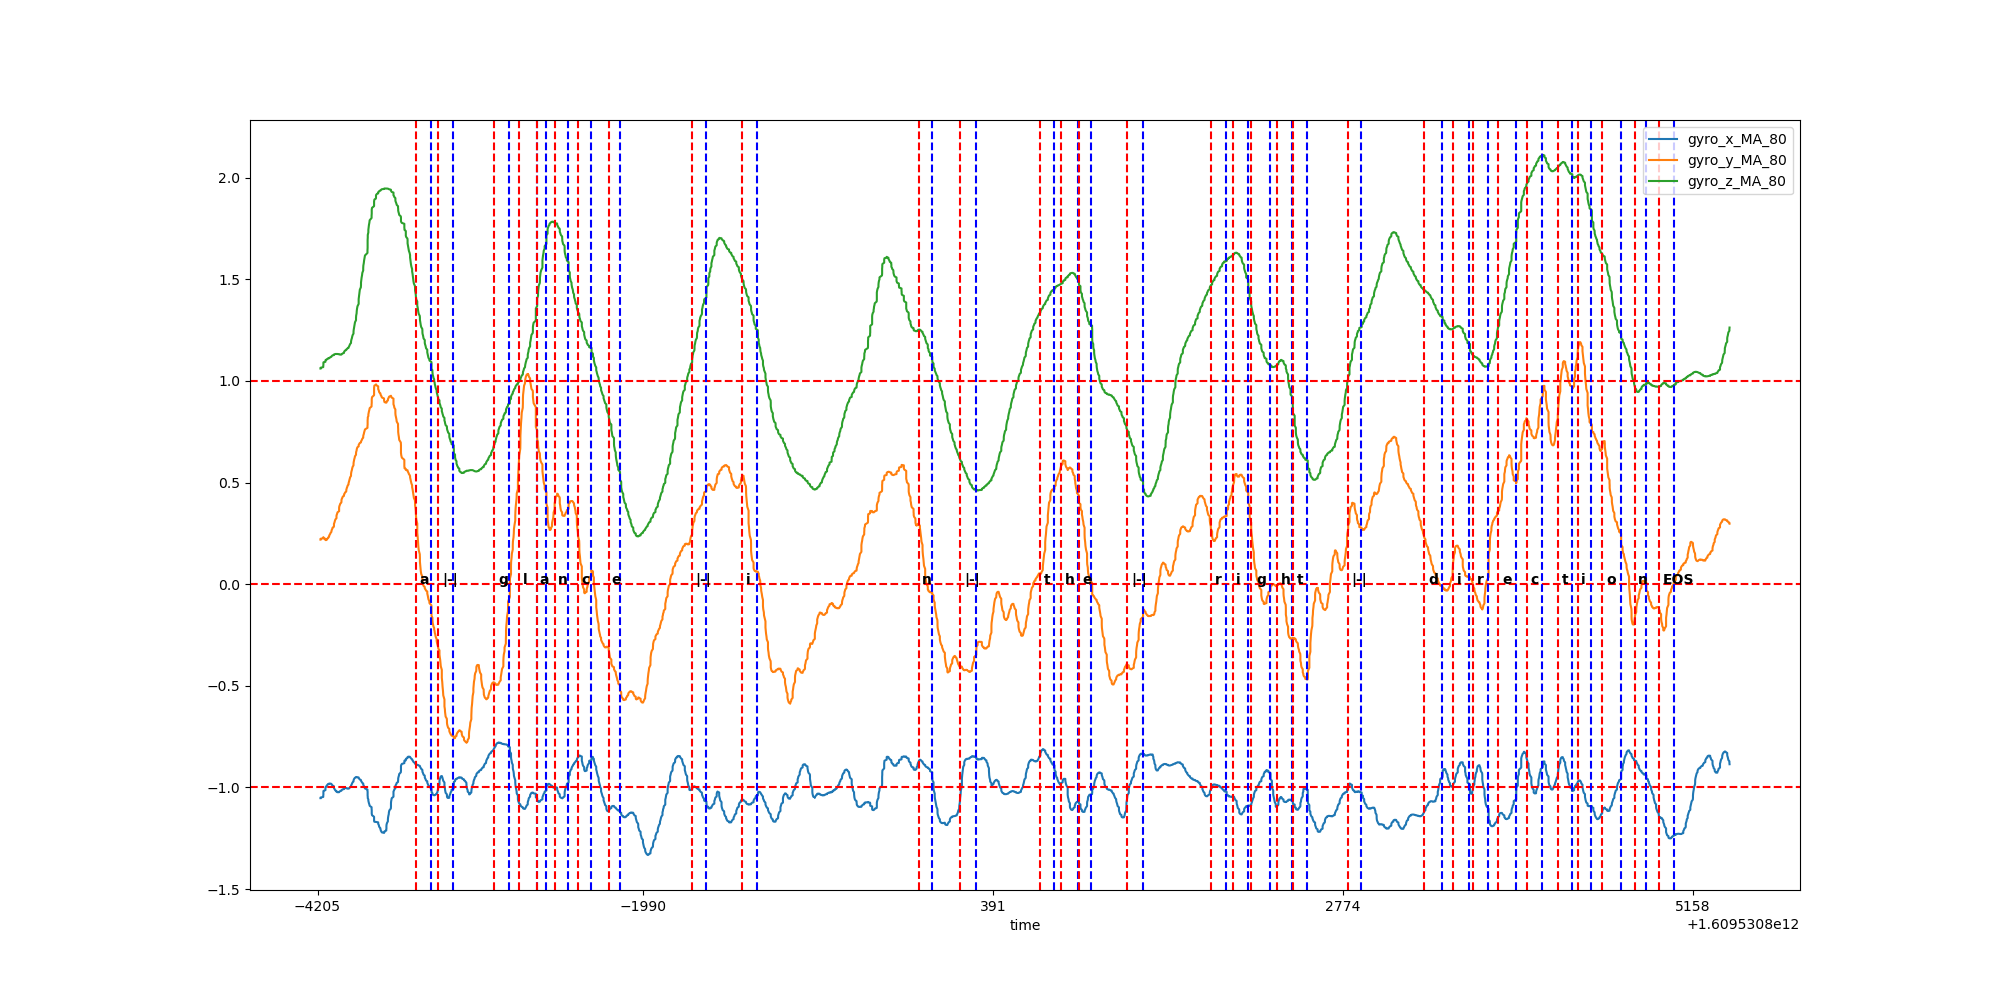 gyro_x_MA_80
gyro_y_MA_80
gyro_z_MA_80
2.0
1.5
1.0
0.5
0.0
−0.5
−1.0
−1.5
a |-| g l a n c e |-| i n |-| t h e |-| r i g h t |-| d i r e c t i o n EOS
−4205 −1990 391 2774 5158
time
+1.6095308e12